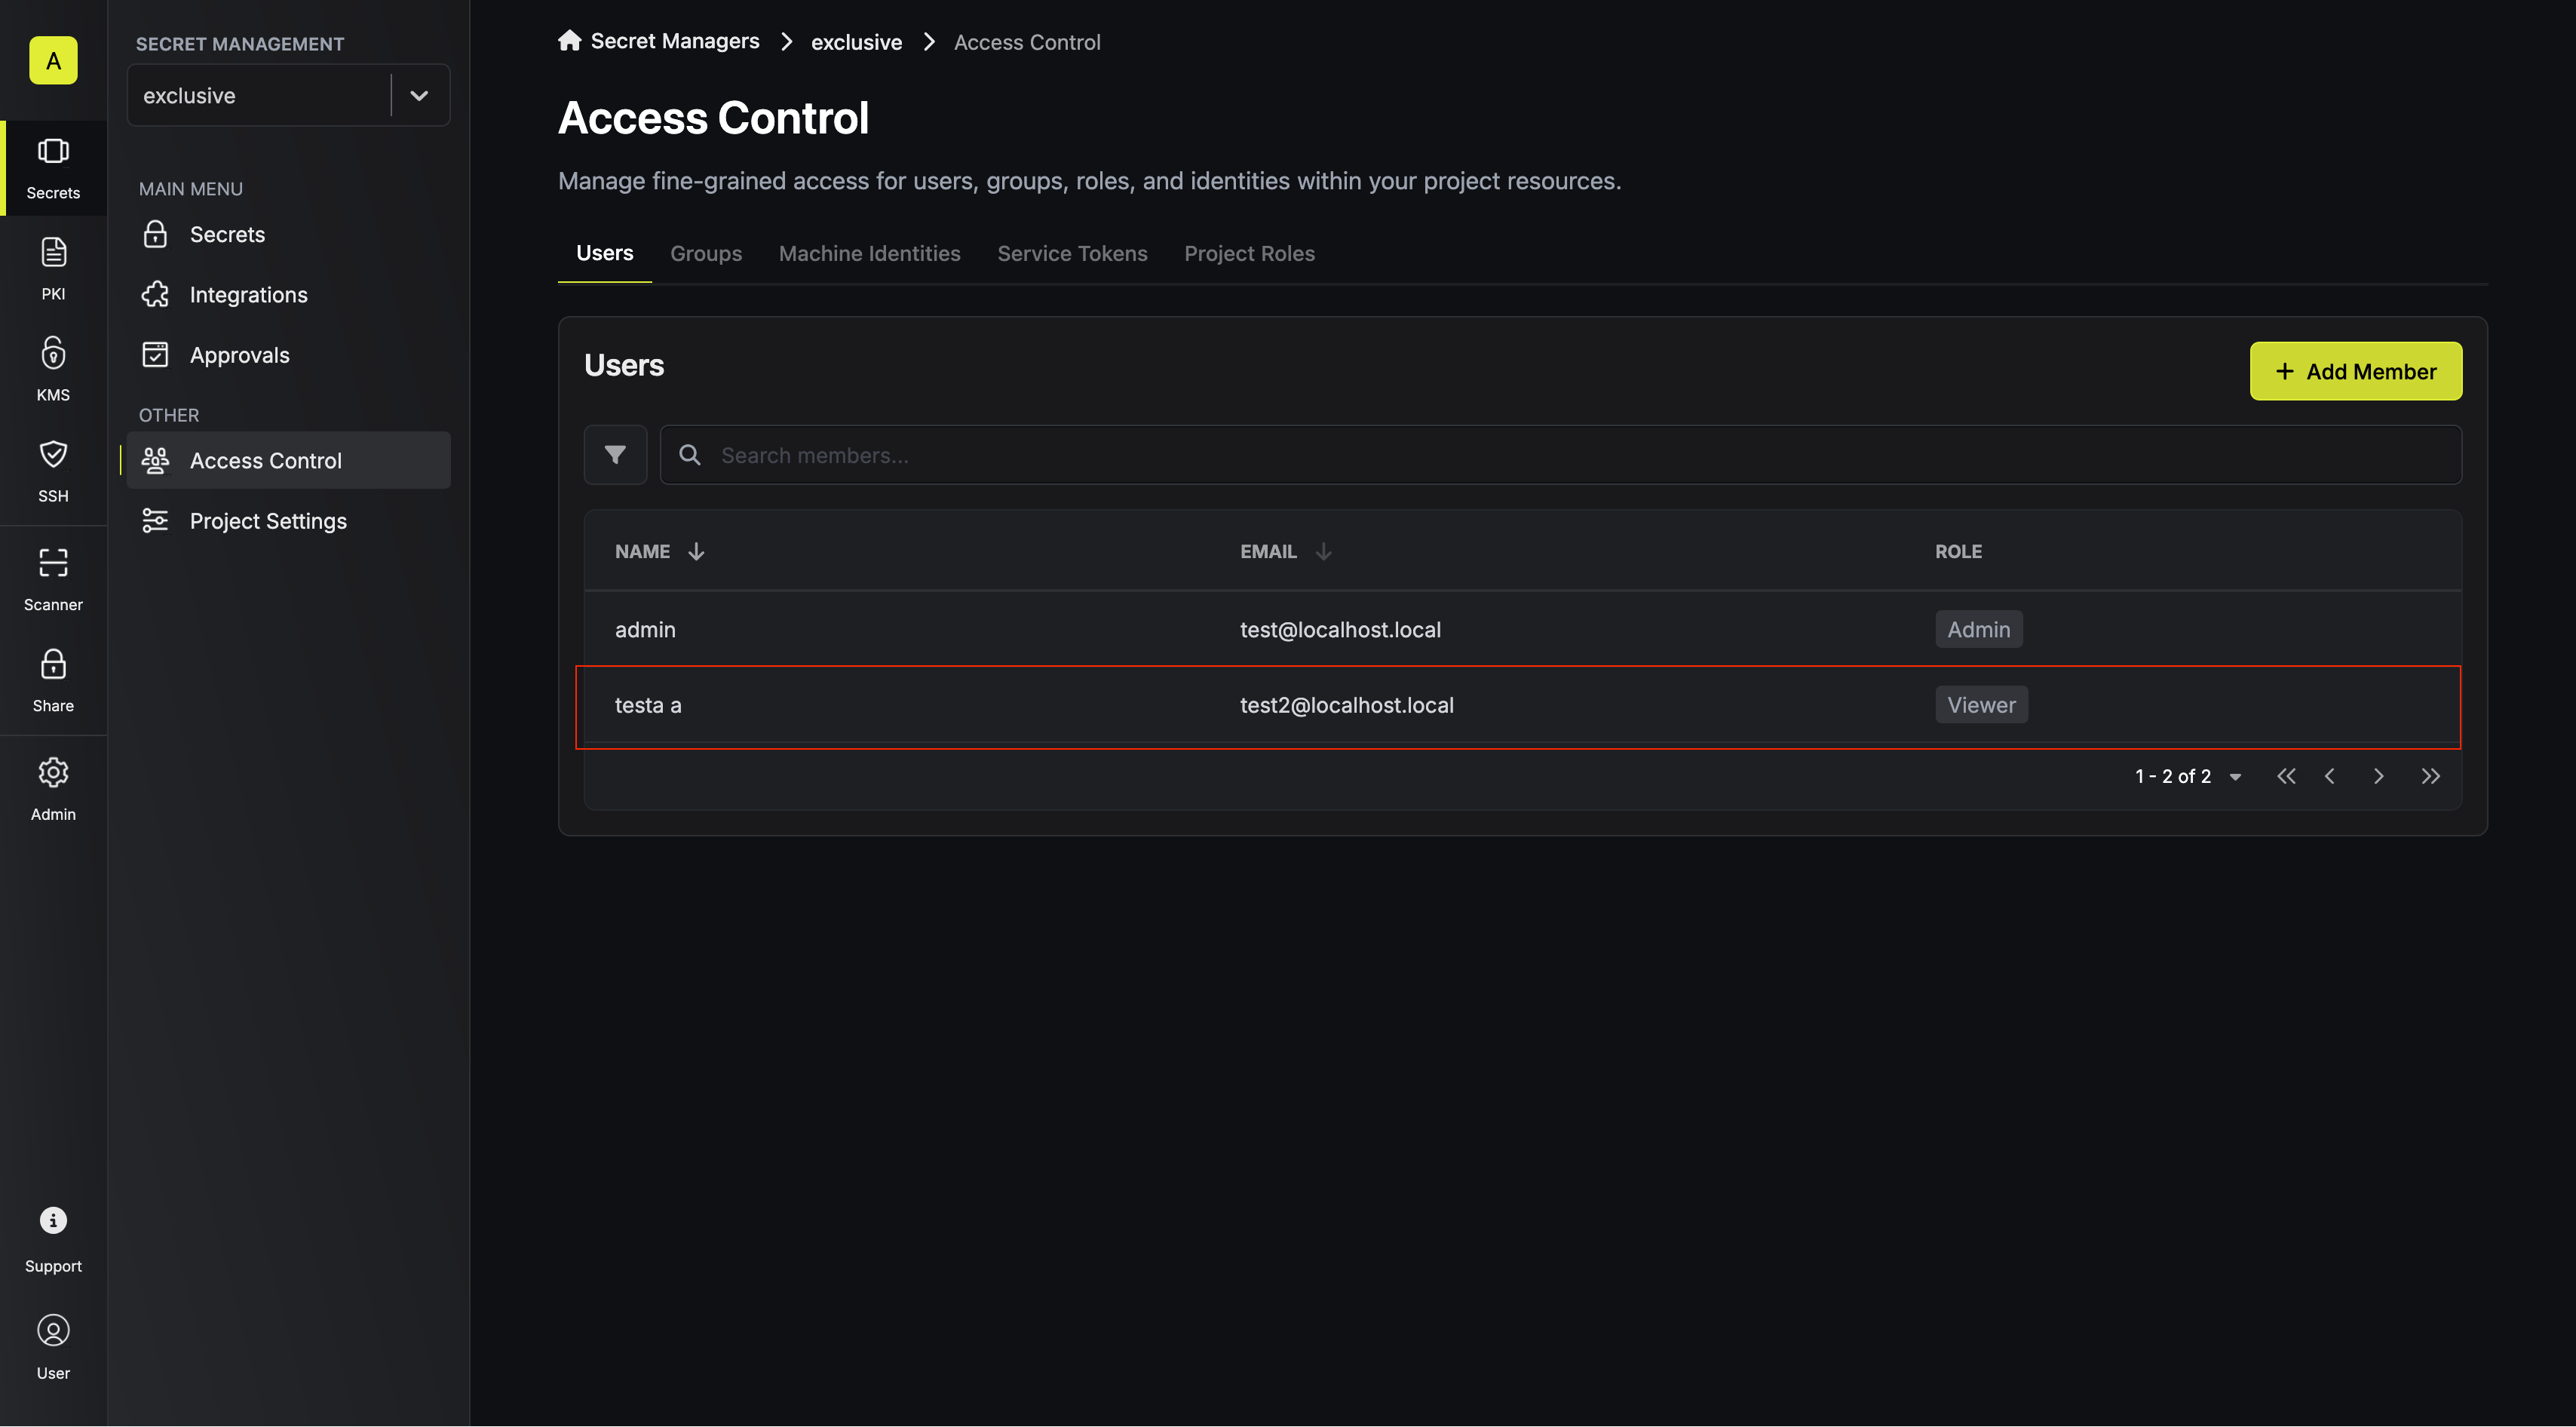 A
Secrets
PKI
KMS
SSH
Scanner
Share
Admin
Support
User
SECRET MANAGEMENT
exclusive
MAIN MENU
Secrets
Integrations
Approvals
OTHER
Access Control
Project Settings
Secret Managers exclusive Access Control
Access Control
Manage fine-grained access for users, groups, roles, and identities within your project resources.
Users Groups Machine Identities Service Tokens Project Roles
Users
Add Member
Search members...
NAME EMAIL ROLE
admin test@localhost.local Admin
testa a test2@localhost.local Viewer
1 - 2 of 2